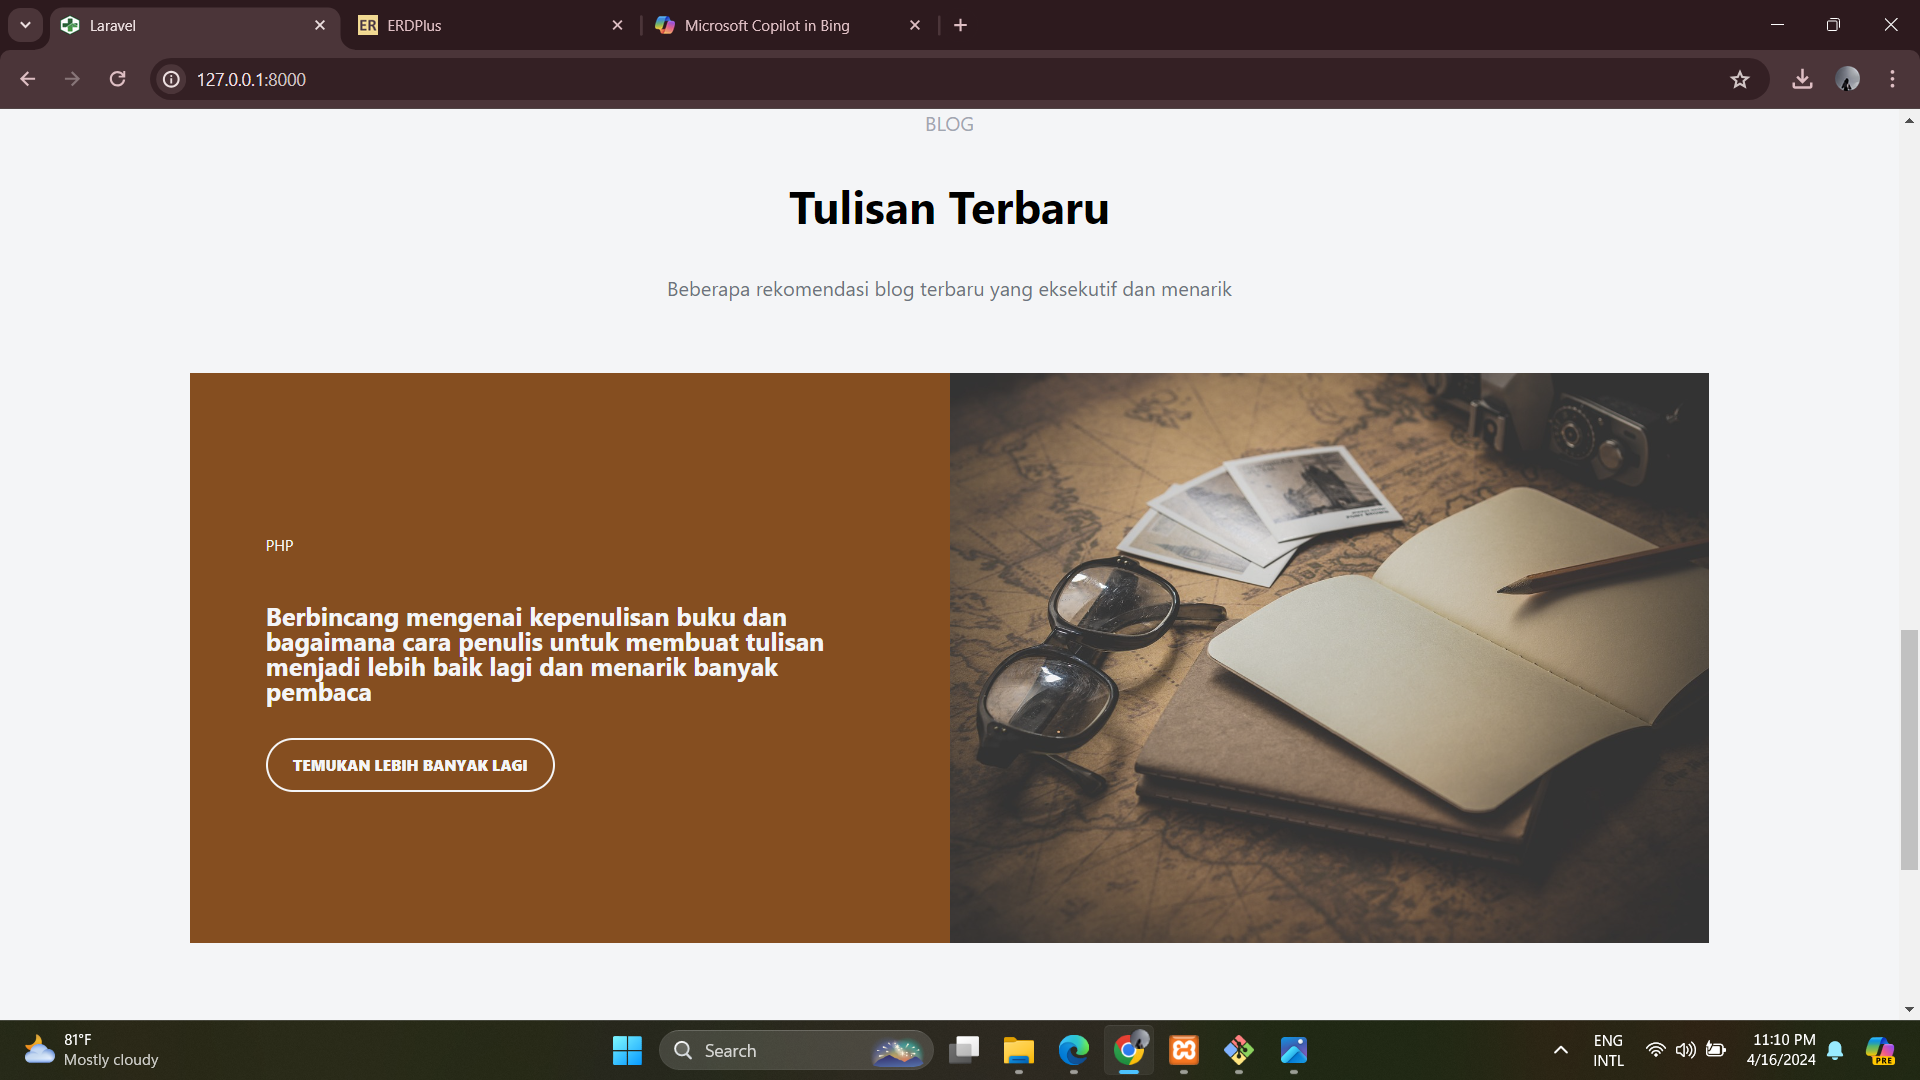 Laravel
ERDPlus
Microsoft Copilot in Bing
127.0.0.1:8000
BLOG
Tulisan Terbaru
Beberapa rekomendasi blog terbaru yang eksekutif dan menarik
PHP
Berbincang mengenai kepenulisan buku dan
bagaimana cara penulis untuk membuat tulisan
menjadi lebih baik lagi dan menarik banyak
pembaca
TEMUKAN LEBIH BANYAK LAGI
81°F
Mostly cloudy
Search
ENG
INTL
11:10 PM
4/16/2024
PRE